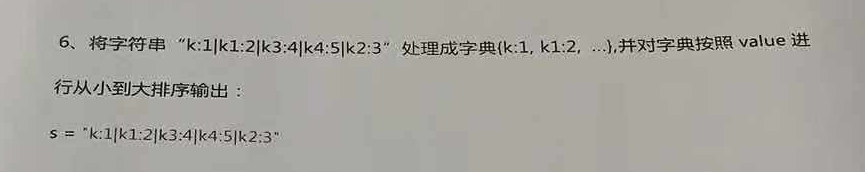 6、将字符串 “k:1|k1:2|k3:4|k4:5|k2:3” 处理成字典{k:1, k1:2, ...},并对字典按照 value 进
行从小到大排序输出：
s = "k:1|k1:2|k3:4|k4:5|k2:3"